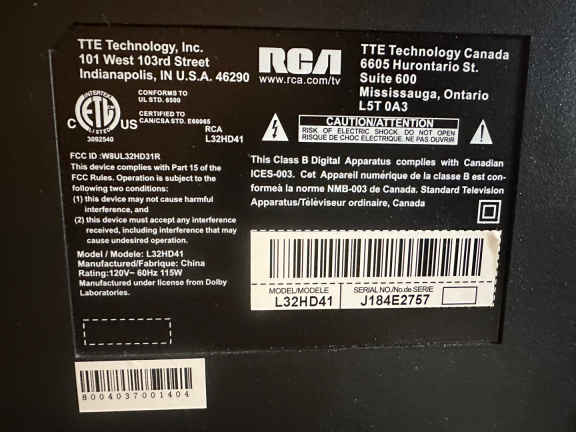 TTE Technology, Inc.
101 West 103rd Street
Indianapolis, IN U.S.A. 46290
RCA
www.rca.com/tv
TTE Technology Canada
6605 Hurontario St.
Suite 600
Mississauga, Ontario
L5T 0A3
INTERTEK
C ETL US
LISTED
3092540
CONFORMS TO
UL STD. 6500
CERTIFIED TO
CAN/CSA STD. E60065
RCA
L32HD41
CAUTION/ATTENTION
RISK OF ELECTRIC SHOCK DO NOT OPEN
RISQUE DE CHOC ELECTRIQUE. NE PAS OUVRIR
FCC ID :W8UL32HD31R
This device complies with Part 15 of the
FCC Rules. Operation is subject to the
following two conditions:
(1) this device may not cause harmful
interference, and
(2) this device must accept any interference
received, including interference that may
cause undesired operation.
This Class B Digital Apparatus complies with Canadian
ICES-003. Cet Appareil numérique de la classe B est con-
formeà la norme NMB-003 de Canada. Standard Television
Apparatus/Téléviseur ordinaire, Canada
Model/Modele: L32HD41
Manufactured/Fabrique: China
Rating:120V~ 60Hz 115W
Manufactured under license from Dolby
Laboratories.
MODEL/MODELE
L32HD41
SERIAL NO./No.de SERIE
J184E2757
8004037001404